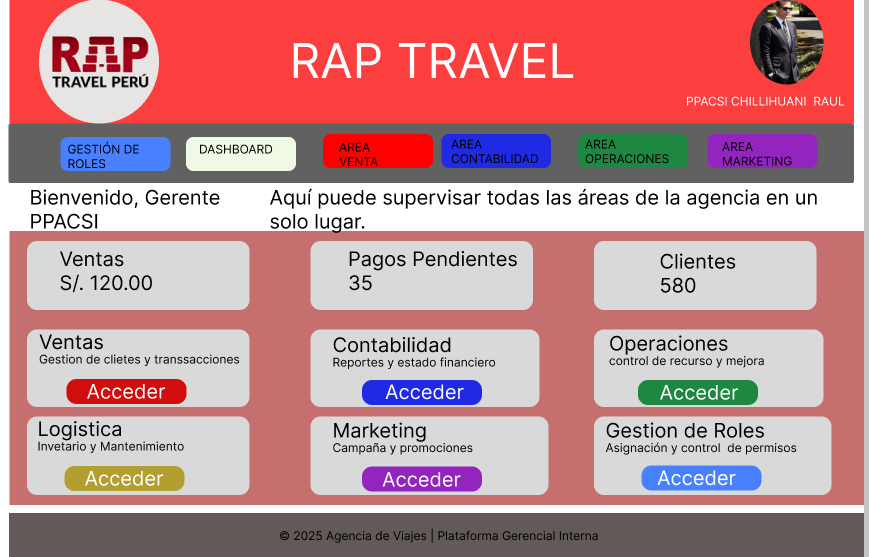 RAP
TRAVEL PERÚ
RAP TRAVEL
PPACSI CHILLIHUANI RAUL
GESTIÓN DE
ROLES
DASHBOARD
AREA
VENTA
AREA
CONTABILIDAD
AREA
OPERACIONES
AREA
MARKETING
Bienvenido, Gerente
PPACSI
Aquí puede supervisar todas las áreas de la agencia en un
solo lugar.
Ventas
S/. 120.00
Pagos Pendientes
35
Clientes
580
Ventas
Gestion de clietes y transsacciones
Acceder
Contabilidad
Reportes y estado financiero
Acceder
Operaciones
control de recurso y mejora
Acceder
Logistica
Invetario y Mantenimiento
Acceder
Marketing
Campaña y promociones
Acceder
Gestion de Roles
Asignación y control de permisos
Acceder
© 2025 Agencia de Viajes | Plataforma Gerencial Interna